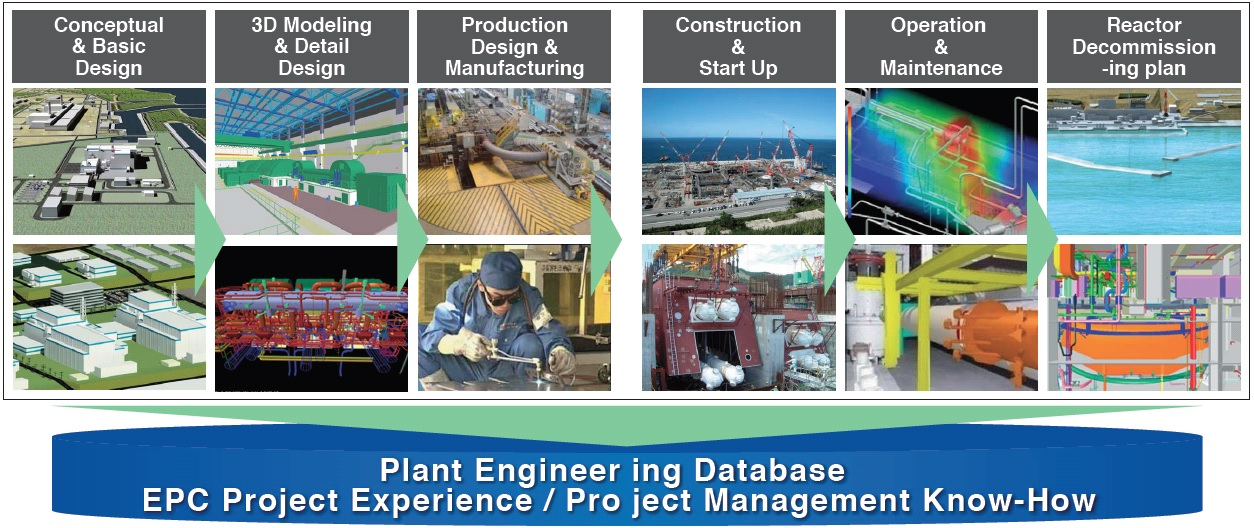 Conceptual
& Basic
Design
3D Modeling
& Detail
Design
Production
Design &
Manufacturing
Construction
&
Start Up
Operation
&
Maintenance
Reactor
Decommission
-ing plan
Plant Engineer ing Database
EPC Project Experience / Pro ject Management Know-How